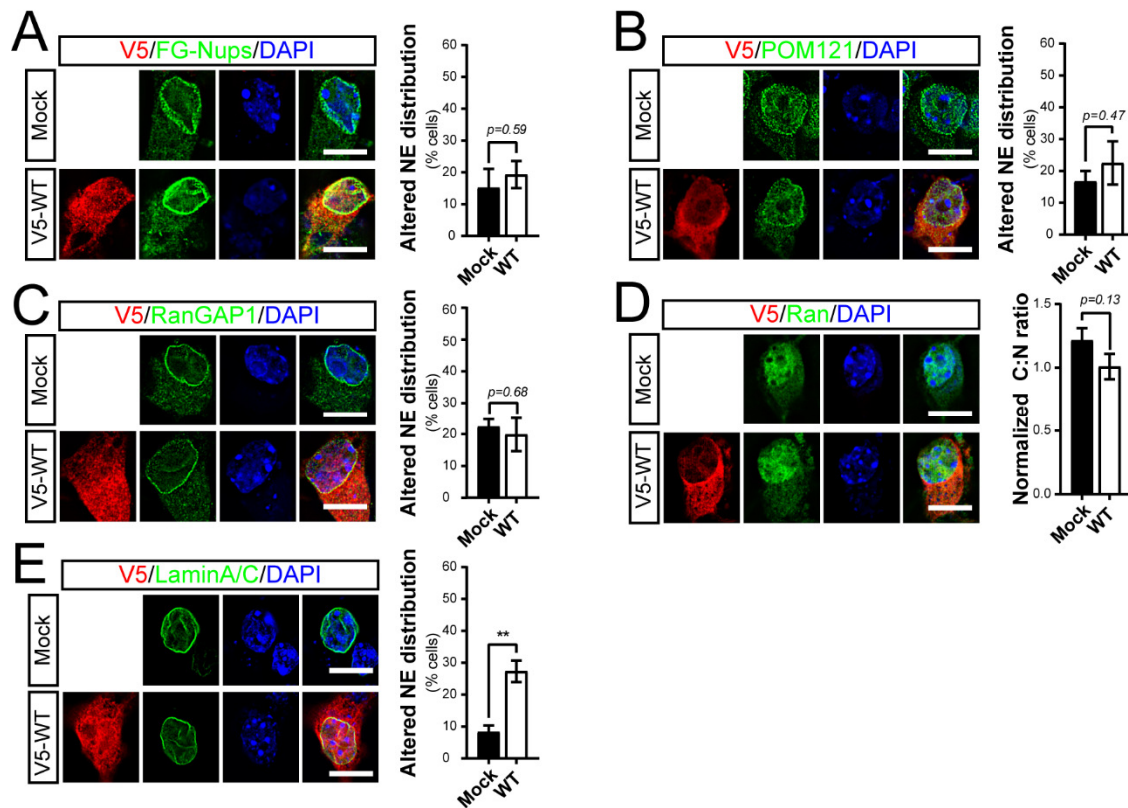 A
V5/FG-Nups/DAPI
Mock
V5-WT
Altered NE distribution
(% cells)
60
50
40
30
20
10
0
p=0.59
Mock
WT
B
V5/POM121/DAPI
Mock
V5-WT
Altered NE distribution
(% cells)
60
50
40
30
20
10
0
p=0.47
Mock
WT
C
V5/RanGAP1/DAPI
Mock
V5-WT
Altered NE distribution
(% cells)
60
50
40
30
20
10
0
p=0.68
Mock
WT
D
V5/Ran/DAPI
Mock
V5-WT
Normalized C:N ratio
1.5
1.0
0.5
0.0
p=0.13
Mock
WT
E
V5/LaminA/C/DAPI
Mock
V5-WT
Altered NE distribution
(% cells)
60
50
40
30
20
10
0
**
Mock
WT